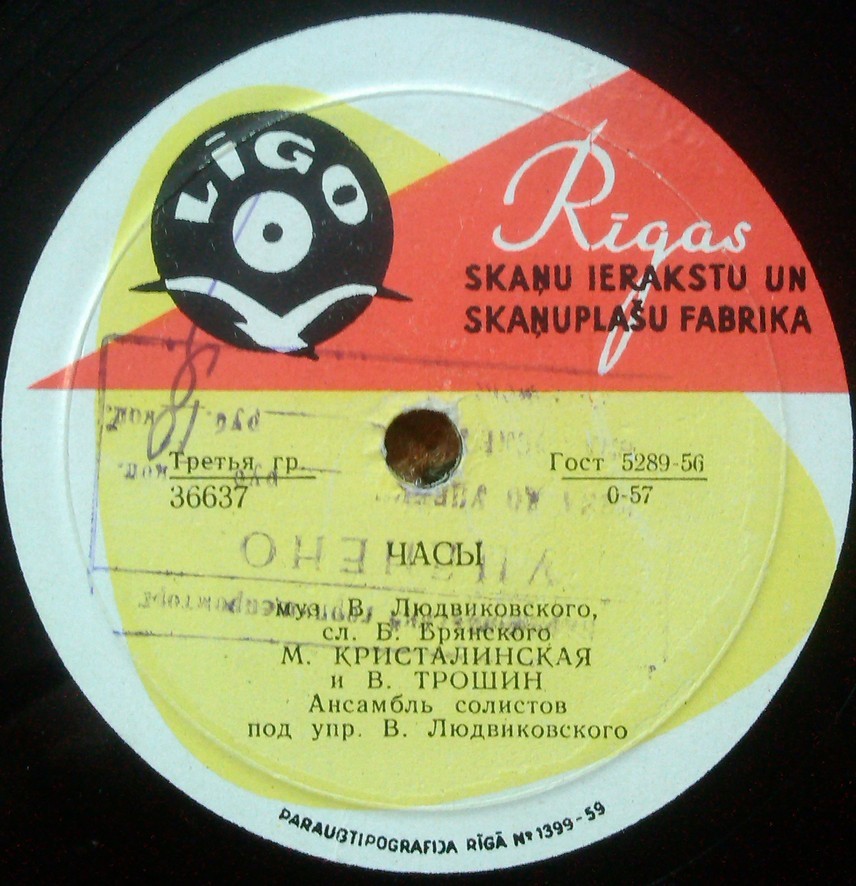 LĪGO
Rīgas
SKAŅU IERAKSTU UN
SKAŅUPLAŠU FABRIKA
Третья гр.
36637
Гост 5289-56
0-57
ЧАСЫ
муз. В. Людвиковского,
сл. Б. Брянского
М. КРИСТАЛИНСКАЯ
и В. ТРОШИН
Ансамбль солистов
под упр. В. Людвиковского
PARAUGTIPOGRAFIJA RĪGĀ № 1399-59